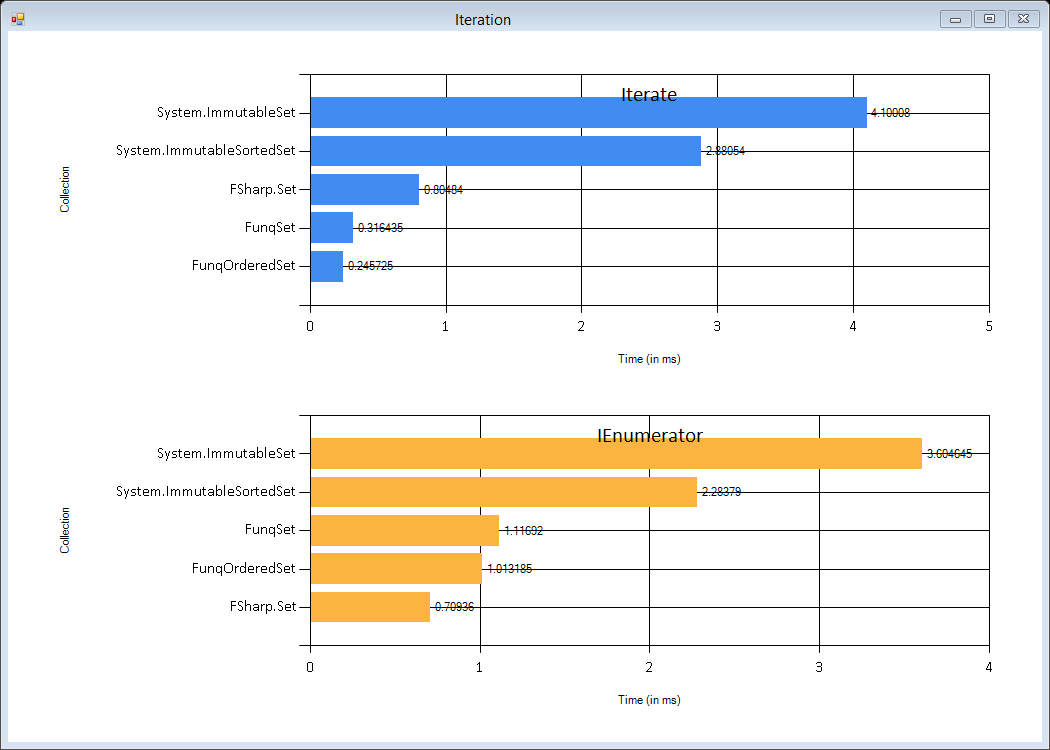 Iteration
Iterate
System.ImmutableSet
4.10008
System.ImmutableSortedSet
2.88054
FSharp.Set
0.80484
FunqSet
0.316435
FunqOrderedSet
0.245725
Collection
0 1 2 3 4 5
Time (in ms)
IEnumerator
System.ImmutableSet
3.604645
System.ImmutableSortedSet
2.28379
FunqSet
1.11692
FunqOrderedSet
1.013185
FSharp.Set
0.70936
Collection
0 1 2 3 4
Time (in ms)